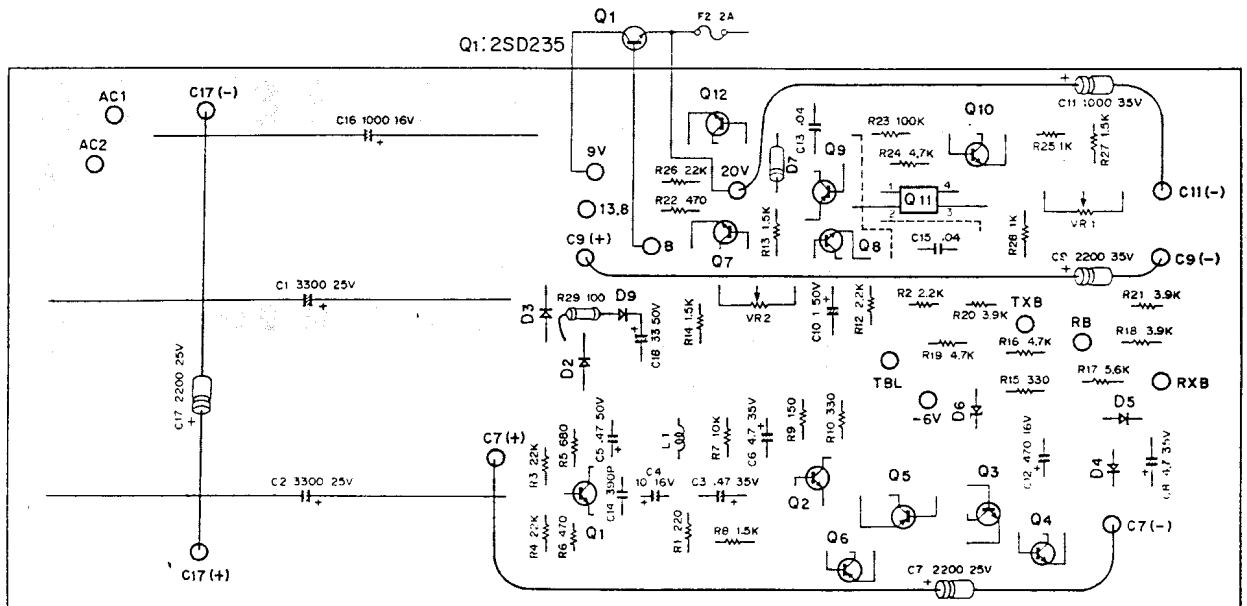 Q1
F2 2A
Q1:2SD235
AC1
C17(-)
C16 1000 16V
+
AC2
9V
13.8
C9(+)
B
Q12
R26 22K
R22 470
20V
Q7
D7
C13 .04
R13 1.5K
Q9
Q8
R23 100K
R24 4.7K
Q10
1
4
Q11
2
3
C15 .04
R28 1K
R25 1K
R27 1.5K
+
C11 1000 35V
C11(-)
VR1
C9 2200 35V
+
C9(-)
C1 3300 25V
+
D3
R29 100
D9
D2
+
C18 33 50V
R14 1.5K
VR2
+
C10 1 50V
R12 2.2K
R2 2.2K
R20 3.9K
TXB
R21 3.9K
R19 4.7K
R16 4.7K
RB
R18 3.9K
TBL
R15 330
R17 5.6K
RXB
-6V
D6
D5
C17 2200 25V
+
C7(+)
R3 22K
R5 680
C5 .47 50V
+
L1
R7 10K
C6 4.7 35V
+
R9 150
R10 330
C2 3300 25V
+
Q1
C14 390P
C4
10 16V
+
C3 .47 35V
+
Q2
Q5
Q3
C12 470 16V
+
D4
C8 4.7 35V
+
R4 22K
R6 470
R1 220
R8 1.5K
Q6
Q4
C7(-)
C17(+)
C7 2200 25V
+